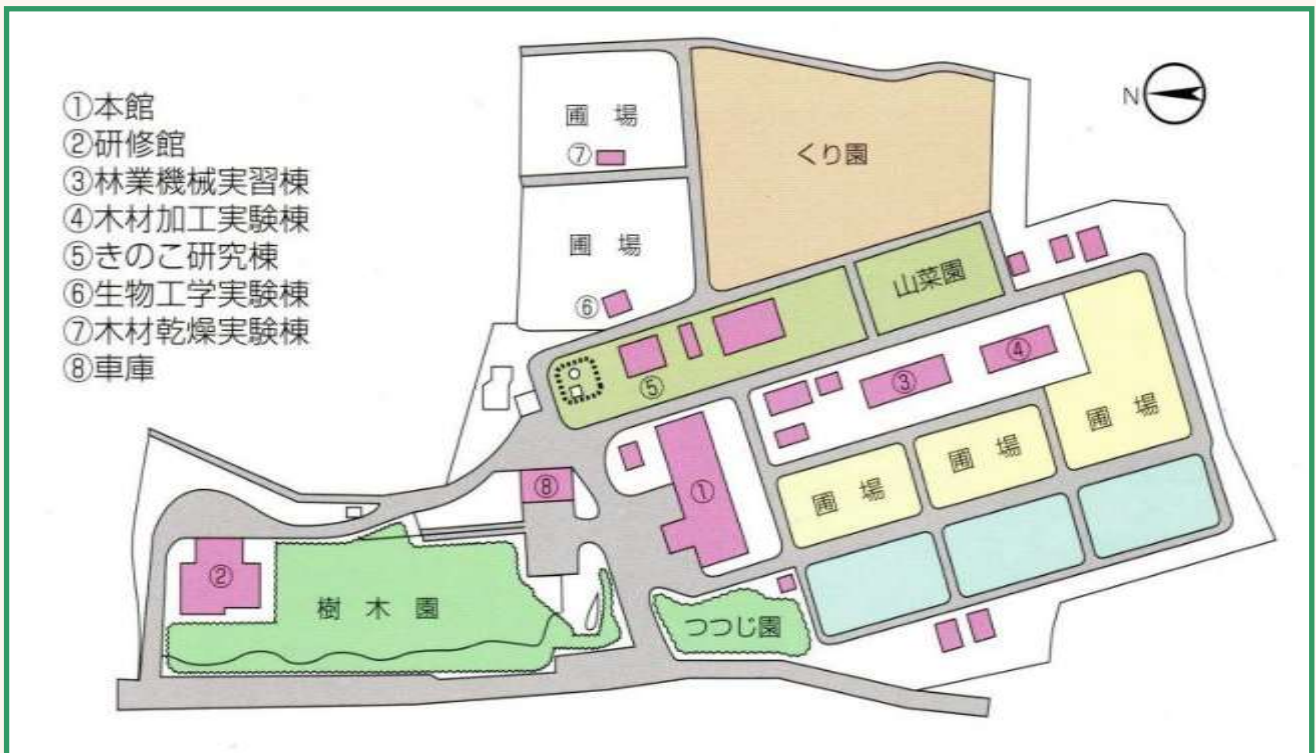 ①本館
②研修館
③林業機械実習棟
④木材加工実験棟
⑤きのこ研究棟
⑥生物工学実験棟
⑦木材乾燥実験棟
⑧車庫
N
圃 場
⑦
くり園
圃 場
⑥
山菜園
⑤
④
③
圃 場
圃 場
圃 場
①
⑧
②
樹 木 園
つつじ園